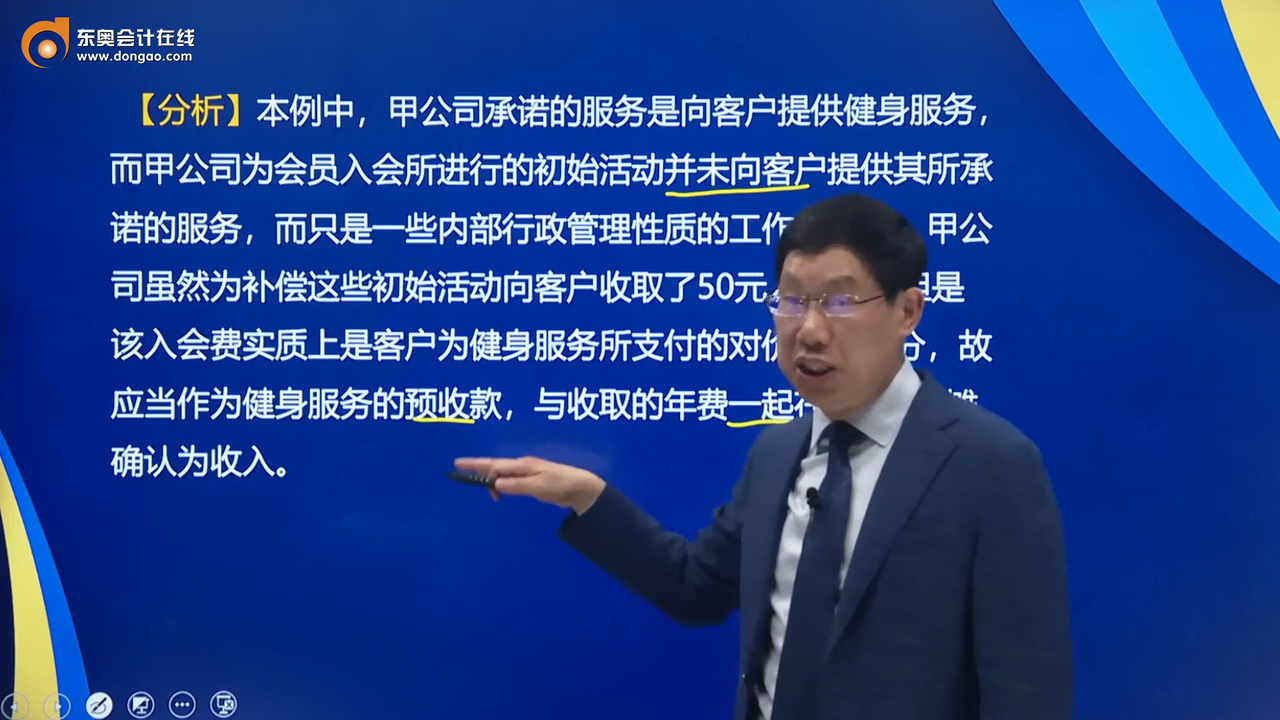 东奥会计在线
www.dongao.com
【分析】本例中，甲公司承诺的服务是向客户提供健身服务，
而甲公司为会员入会所进行的初始活动并未向客户提供其所承
诺的服务，而只是一些内部行政管理性质的工作 甲公
司虽然为补偿这些初始活动向客户收取了50元 但是
该入会费实质上是客户为健身服务所支付的对价 分，故
应当作为健身服务的预收款，与收取的年费一起在
确认为收入。